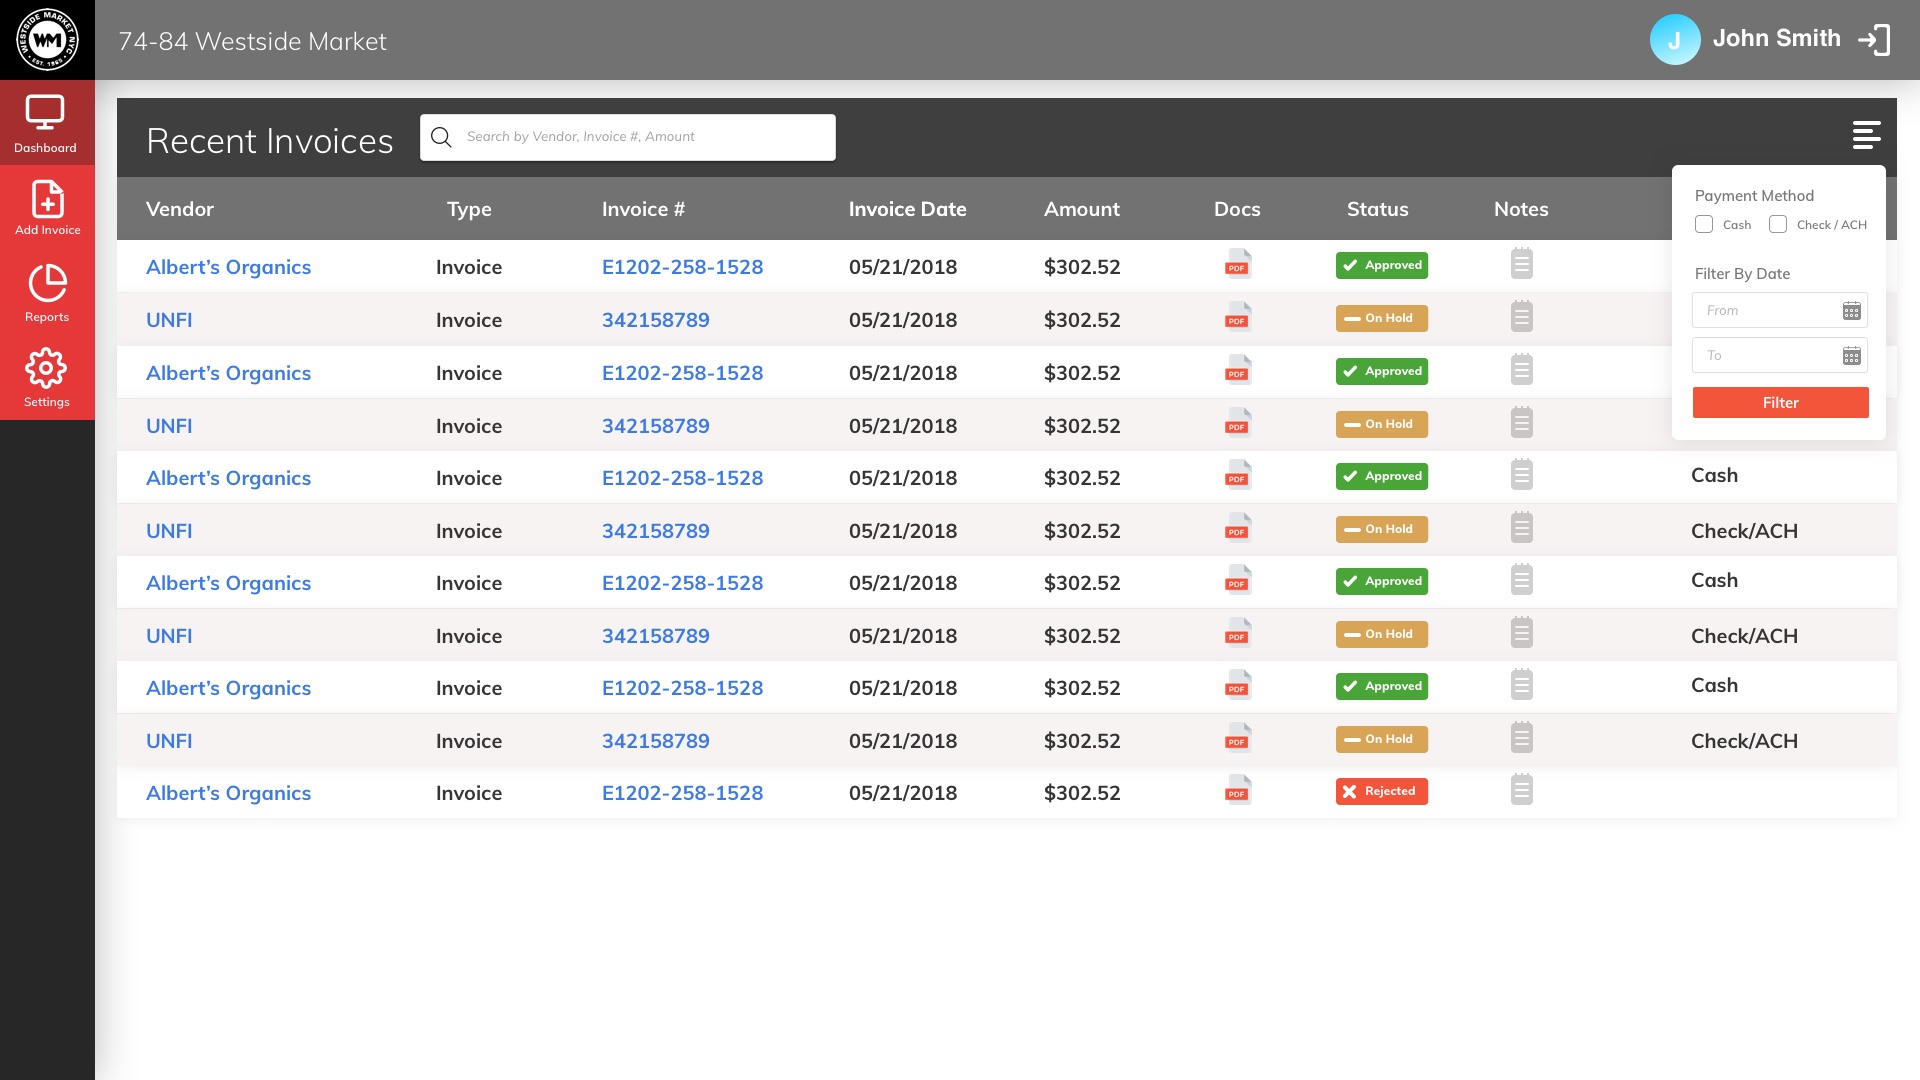 WESTSIDE MARKET NYC
WM
EST. 1965
74-84 Westside Market
J
John Smith
Dashboard
Add Invoice
Reports
Settings
Recent Invoices
Search by Vendor, Invoice #, Amount
Vendor Type Invoice # Invoice Date Amount Docs Status Notes
Payment Method
Cash Check / ACH
Filter By Date
From
To
Filter
Albert’s Organics Invoice E1202-258-1528 05/21/2018 $302.52 PDF Approved
UNFI Invoice 342158789 05/21/2018 $302.52 PDF On Hold
Albert’s Organics Invoice E1202-258-1528 05/21/2018 $302.52 PDF Approved
UNFI Invoice 342158789 05/21/2018 $302.52 PDF On Hold
Albert’s Organics Invoice E1202-258-1528 05/21/2018 $302.52 PDF Approved Cash
UNFI Invoice 342158789 05/21/2018 $302.52 PDF On Hold Check/ACH
Albert’s Organics Invoice E1202-258-1528 05/21/2018 $302.52 PDF Approved Cash
UNFI Invoice 342158789 05/21/2018 $302.52 PDF On Hold Check/ACH
Albert’s Organics Invoice E1202-258-1528 05/21/2018 $302.52 PDF Approved Cash
UNFI Invoice 342158789 05/21/2018 $302.52 PDF On Hold Check/ACH
Albert’s Organics Invoice E1202-258-1528 05/21/2018 $302.52 PDF Rejected